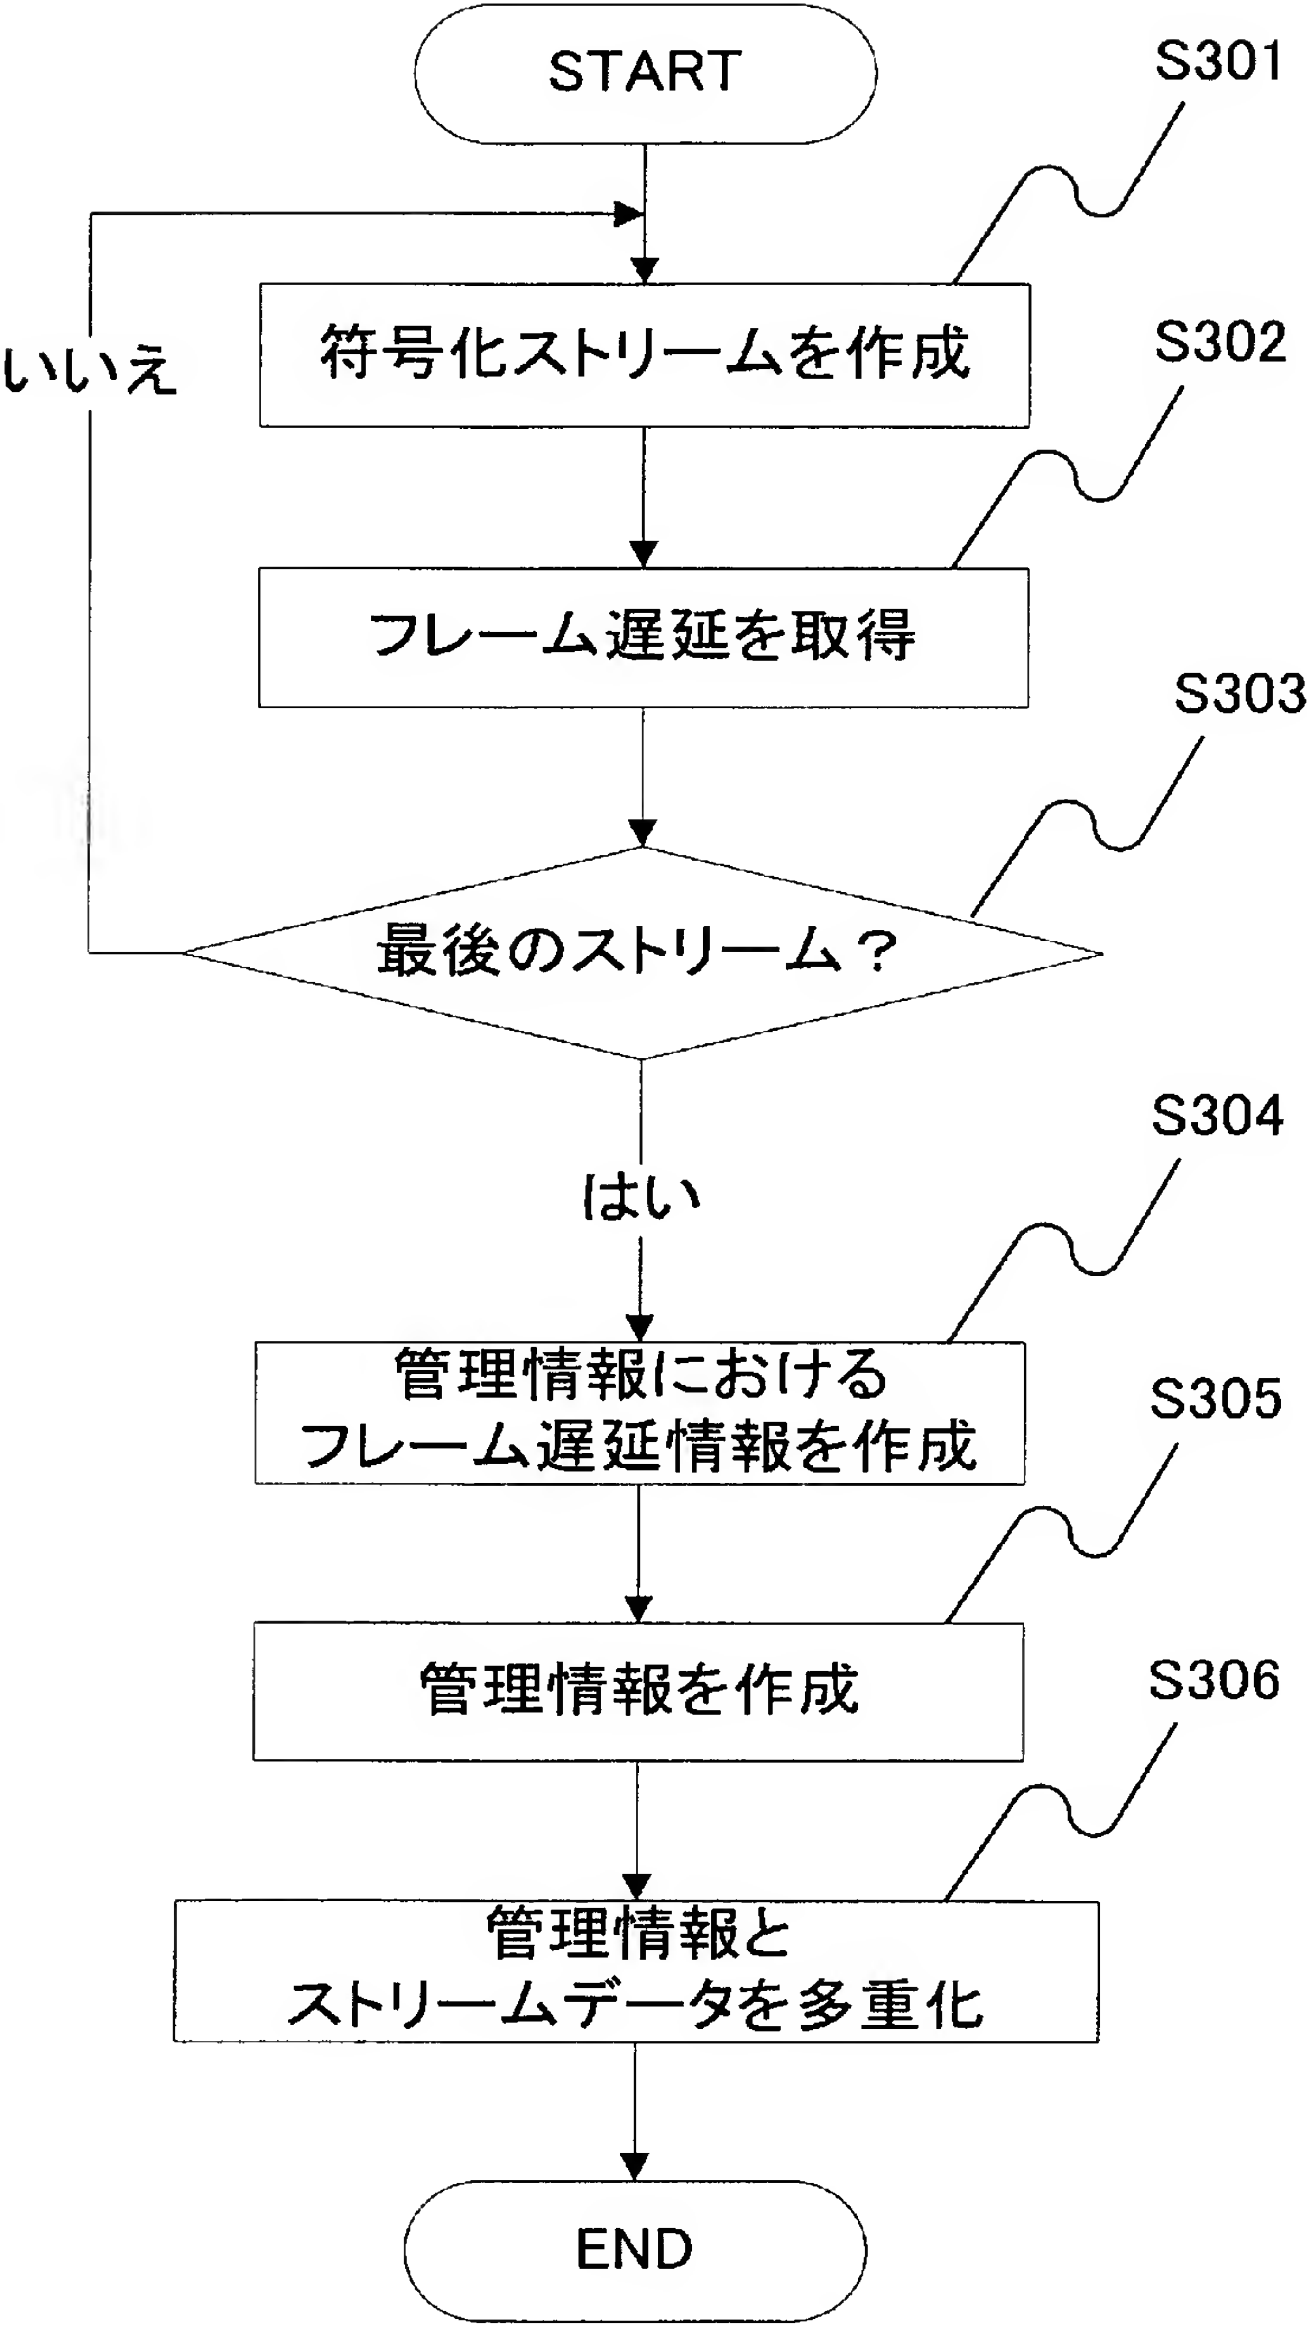 START
S301
符号化ストリームを作成
いいえ
S302
フレーム遅延を取得
S303
最後のストリーム？
はい
S304
管理情報における
フレーム遅延情報を作成
S305
管理情報を作成
S306
管理情報と
ストリームデータを多重化
END